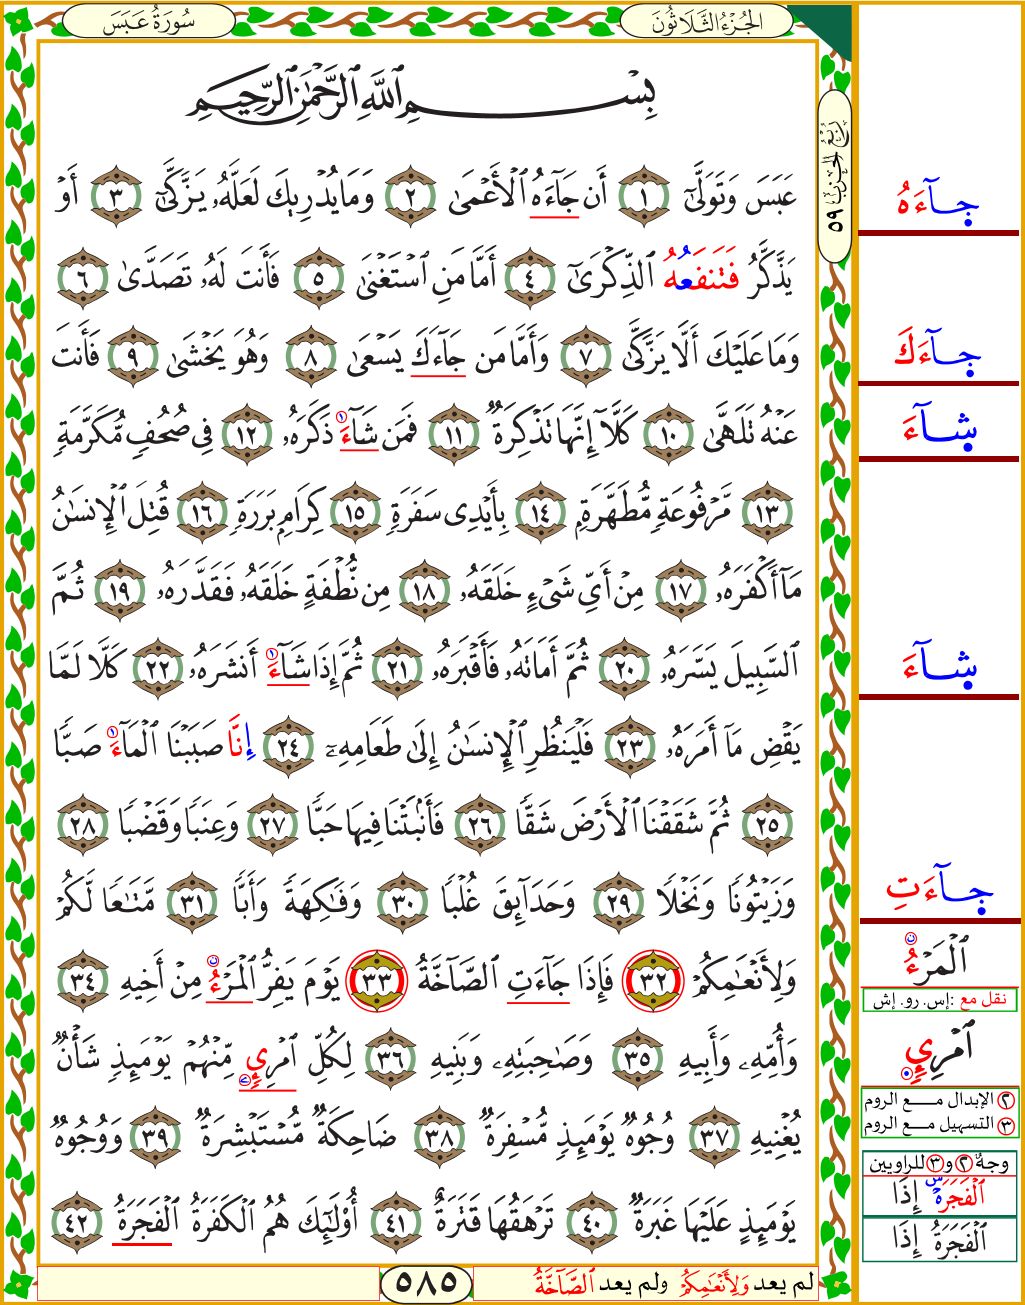 الجُزْءُ الثَّلَاثُونَ
سُورَةُ عَبَسَ
رُبْعُ الحِزْبِ ٥٩
بِسْمِ ٱللَّهِ ٱلرَّحْمَٰنِ ٱلرَّحِيمِ
عَبَسَ وَتَوَلَّىٰٓ ١ أَن جَآءَهُ ٱلْأَعْمَىٰ ٢ وَمَا يُدْرِيكَ لَعَلَّهُۥ يَزَّكَّىٰٓ ٣ أَوْ
يَذَّكَّرُ فَتَنفَعُهُ ٱلذِّكْرَىٰٓ ٤ أَمَّا مَنِ ٱسْتَغْنَىٰ ٥ فَأَنتَ لَهُۥ تَصَدَّىٰ ٦
وَمَا عَلَيْكَ أَلَّا يَزَّكَّىٰ ٧ وَأَمَّا مَن جَآءَكَ يَسْعَىٰ ٨ وَهُوَ يَخْشَىٰ ٩ فَأَنتَ
عَنْهُ تَلَهَّىٰ ١٠ كَلَّآ إِنَّهَا تَذْكِرَةٌ ١١ فَمَن شَآءَ ذَكَرَهُۥ ١٢ فِي صُحُفٍ مُّكَرَّمَةٍ
١٣ مَّرْفُوعَةٍ مُّطَهَّرَةٍۭ ١٤ بِأَيْدِي سَفَرَةٍ ١٥ كِرَامٍۭ بَرَرَةٍ ١٦ قُتِلَ ٱلْإِنسَٰنُ
مَآ أَكْفَرَهُۥ ١٧ مِنْ أَيِّ شَيْءٍ خَلَقَهُۥ ١٨ مِن نُّطْفَةٍ خَلَقَهُۥ فَقَدَّرَهُۥ ١٩ ثُمَّ
ٱلسَّبِيلَ يَسَّرَهُۥ ٢٠ ثُمَّ أَمَاتَهُۥ فَأَقْبَرَهُۥ ٢١ ثُمَّ إِذَا شَآءَ أَنشَرَهُۥ ٢٢ كَلَّا لَمَّا
يَقْضِ مَآ أَمَرَهُۥ ٢٣ فَلْيَنظُرِ ٱلْإِنسَٰنُ إِلَىٰ طَعَامِهِۦٓ ٢٤ إِنَّا صَبَبْنَا ٱلْمَآءَ صَبًّا
٢٥ ثُمَّ شَقَقْنَا ٱلْأَرْضَ شَقًّا ٢٦ فَأَنۢبَتْنَا فِيهَا حَبًّا ٢٧ وَعِنَبًا وَقَضْبًا ٢٨
وَزَيْتُونًا وَنَخْلًا ٢٩ وَحَدَآئِقَ غُلْبًا ٣٠ وَفَٰكِهَةً وَأَبًّا ٣١ مَّتَٰعًا لَّكُمْ
وَلِأَنْعَٰمِكُمْ ٣٢ فَإِذَا جَآءَتِ ٱلصَّآخَّةُ ٣٣ يَوْمَ يَفِرُّ ٱلْمَرْءُ مِنْ أَخِيهِ ٣٤
وَأُمِّهِۦ وَأَبِيهِ ٣٥ وَصَٰحِبَتِهِۦ وَبَنِيهِ ٣٦ لِكُلِّ ٱمْرِئٍ مِّنْهُمْ يَوْمَئِذٍ شَأْنٌ
يُغْنِيهِ ٣٧ وُجُوهٌ يَوْمَئِذٍ مُّسْفِرَةٌ ٣٨ ضَاحِكَةٌ مُّسْتَبْشِرَةٌ ٣٩ وَوُجُوهٌ
يَوْمَئِذٍ عَلَيْهَا غَبَرَةٌ ٤٠ تَرْهَقُهَا قَتَرَةٌ ٤١ أُوْلَٰٓئِكَ هُمُ ٱلْكَفَرَةُ ٱلْفَجَرَةُ ٤٢
لم يعد وَلِأَنْعَٰمِكُمْ ولم يعد ٱلصَّآخَّةُ
٥٨٥
جآءَهُ
جآءَكَ
شآءَ
شآءَ
جآءَتِ
ٱلْمَرْءُ
نقل مع :إس. رو. إش
ٱمْرِيٍٕ
٢ الإبدال مع الروم
٣ التسهيل مع الروم
وجهٌ ٢ و٣ للراويين
ٱلْفَجَرَةُ س إِذَا
ٱلْفَجَرَةُ إِذَا